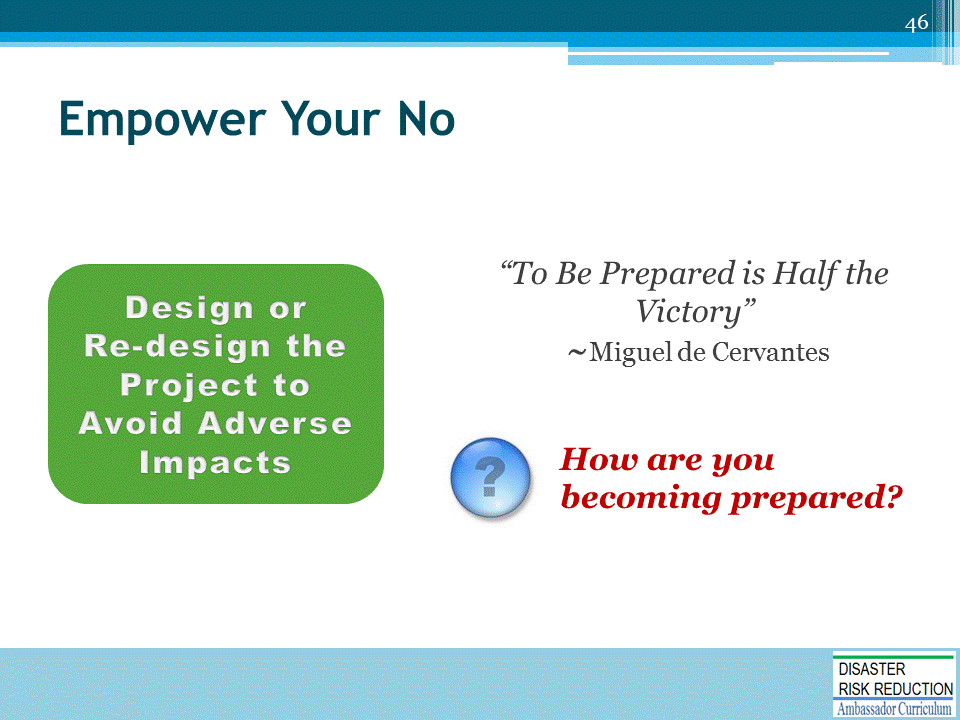 46
Empower Your No
Design or
Re-design the
Project to
Avoid Adverse
Impacts
“To Be Prepared is Half the
Victory”
~Miguel de Cervantes
?
How are you
becoming prepared?
DISASTER
RISK REDUCTION
Ambassador Curriculum